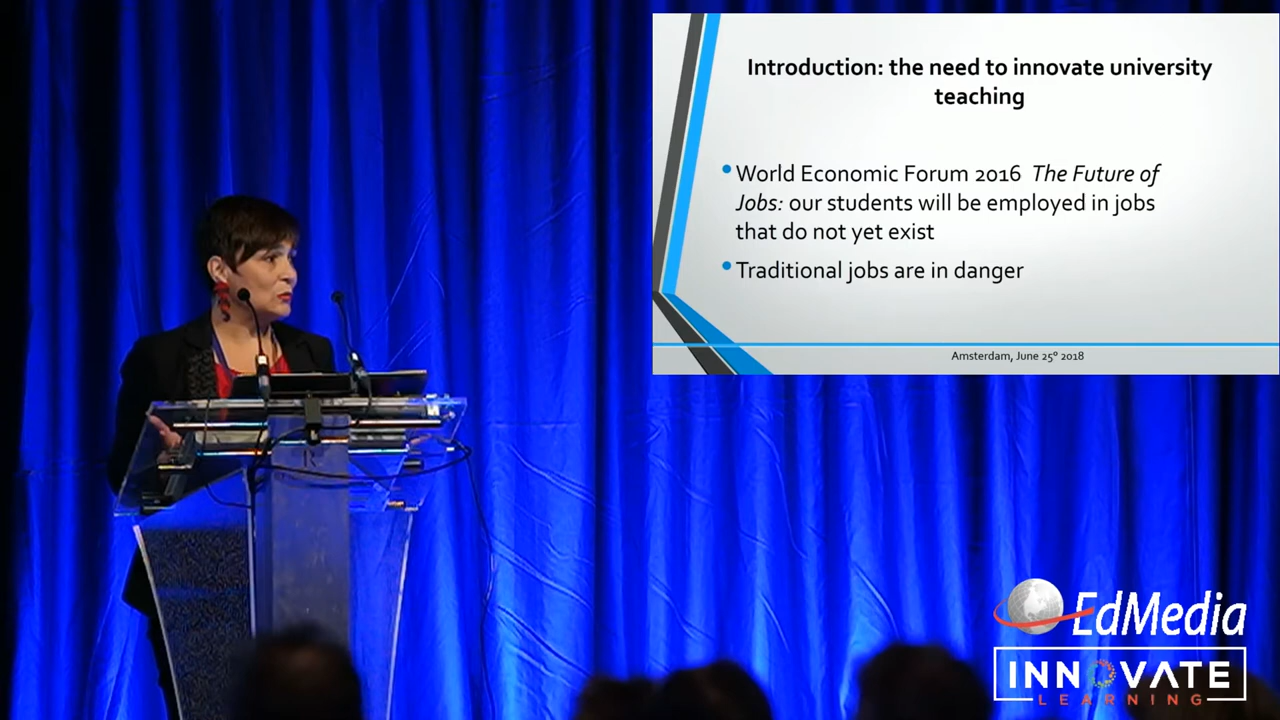 Introduction: the need to innovate university
teaching
World Economic Forum 2016 The Future of
Jobs: our students will be employed in jobs
that do not yet exist
Traditional jobs are in danger
Amsterdam, June 25º 2018
EdMedia
INNOVATE
LEARNING